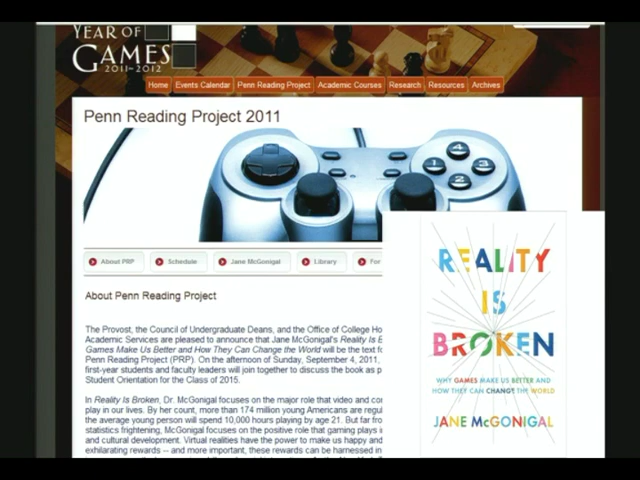 YEAR OF
GAMES
2011-2012
Home Events Calendar Penn Reading Project Academic Courses Research Resources Archives
Penn Reading Project 2011
4
3
1
2
About PRP Schedule Jane McGonigal Library For
About Penn Reading Project
The Provost, the Council of Undergraduate Deans, and the Office of College Ho
Academic Services are pleased to announce that Jane McGonigal's Reality Is B
Games Make Us Better and How They Can Change the World will be the text fo
Penn Reading Project (PRP). On the afternoon of Sunday, September 4, 2011,
first-year students and faculty leaders will join together to discuss the book as p
Student Orientation for the Class of 2015.
In Reality Is Broken, Dr. McGonigal focuses on the major role that video and com
play in our lives. By her count, more than 174 million young Americans are regul
the average young person will spend 10,000 hours playing by age 21. But far fro
statistics frightening, McGonigal focuses on the positive role that gaming plays i
and cultural development. Virtual realities have the power to make us happy and
exhilarating rewards -- and more important, these rewards can be harnessed in
REALITY
IS
BROKEN
WHY GAMES MAKE US BETTER AND
HOW THEY CAN CHANGE THE WORLD
JANE McGONIGAL